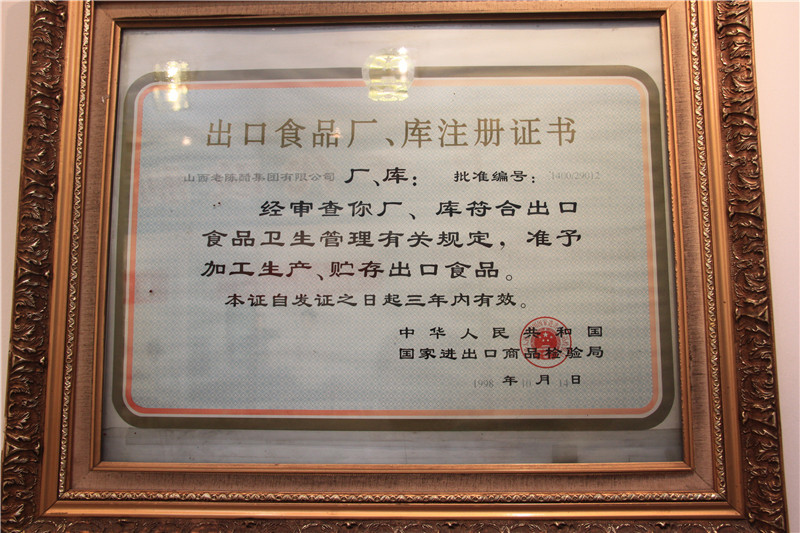 出口食品厂、库注册证书
山西老陈醋集团有限公司 厂、库： 批准编号： 1400/29012
经审查你厂、库符合出口
食品卫生管理有关规定，准予
加工生产、贮存出口食品。
本证自发证之日起三年内有效。
中华人民共和国
国家进出口商品检验局
1998 年 10 月 14 日